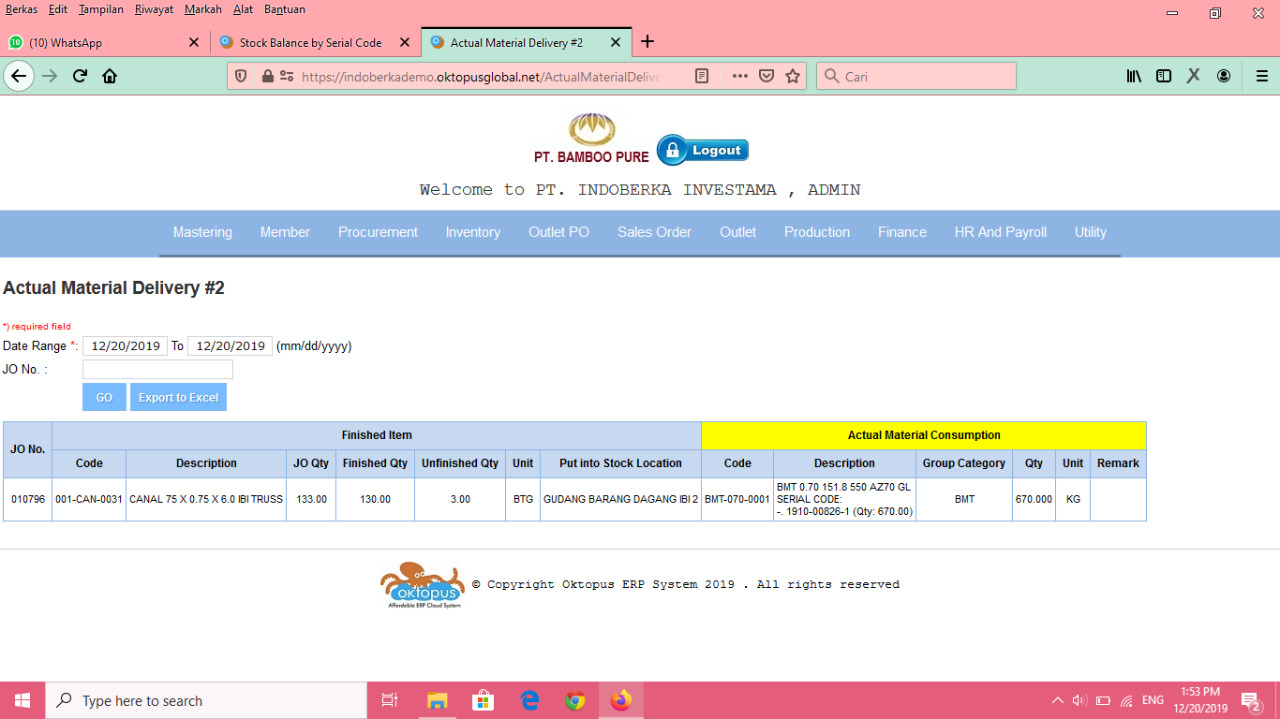 Berkas Edit Tampilan Riwayat Markah Alat Bantuan
10 (10) WhatsApp Stock Balance by Serial Code Actual Material Delivery #2
https://indoberkademo.oktopusglobal.net/ActualMaterialDelive Cari
PT. BAMBOO PURE Logout
Welcome to PT. INDOBERKA INVESTAMA , ADMIN
Mastering Member Procurement Inventory Outlet PO Sales Order Outlet Production Finance HR And Payroll Utility
Actual Material Delivery #2
*) required field
Date Range *: 12/20/2019 To 12/20/2019 (mm/dd/yyyy)
JO No. :
GO Export to Excel
JO No. Finished Item Actual Material Consumption
Code Description JO Qty Finished Qty Unfinished Qty Unit Put into Stock Location Code Description Group Category Qty Unit Remark
010796 001-CAN-0031 CANAL 75 X 0.75 X 6.0 IBI TRUSS 133.00 130.00 3.00 BTG GUDANG BARANG DAGANG IBI 2 BMT-070-0001 BMT 0.70 151.8 550 AZ70 GL
SERIAL CODE:
-. 1910-00826-1 (Qty: 670.00) BMT 670.000 KG
oktopus
Affordable ERP Cloud System
© Copyright Oktopus ERP System 2019 . All rights reserved
Type here to search
ENG 1:53 PM
12/20/2019 2